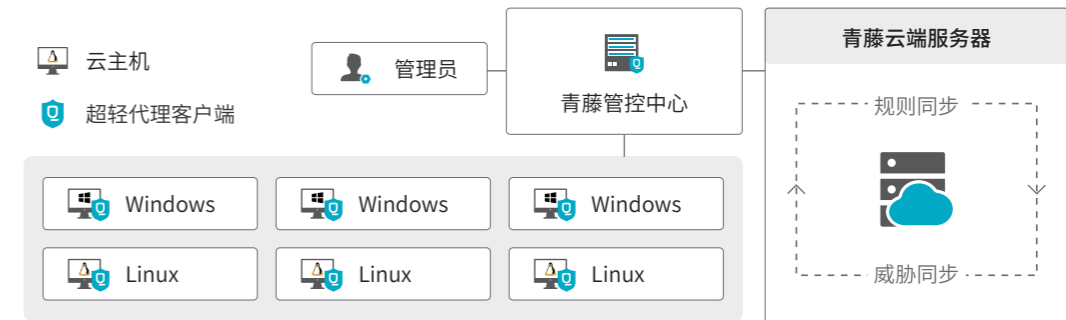 云主机
超轻代理客户端
管理员
青藤管控中心
Windows
Windows
Windows
Linux
Linux
Linux
青藤云端服务器
规则同步
威胁同步